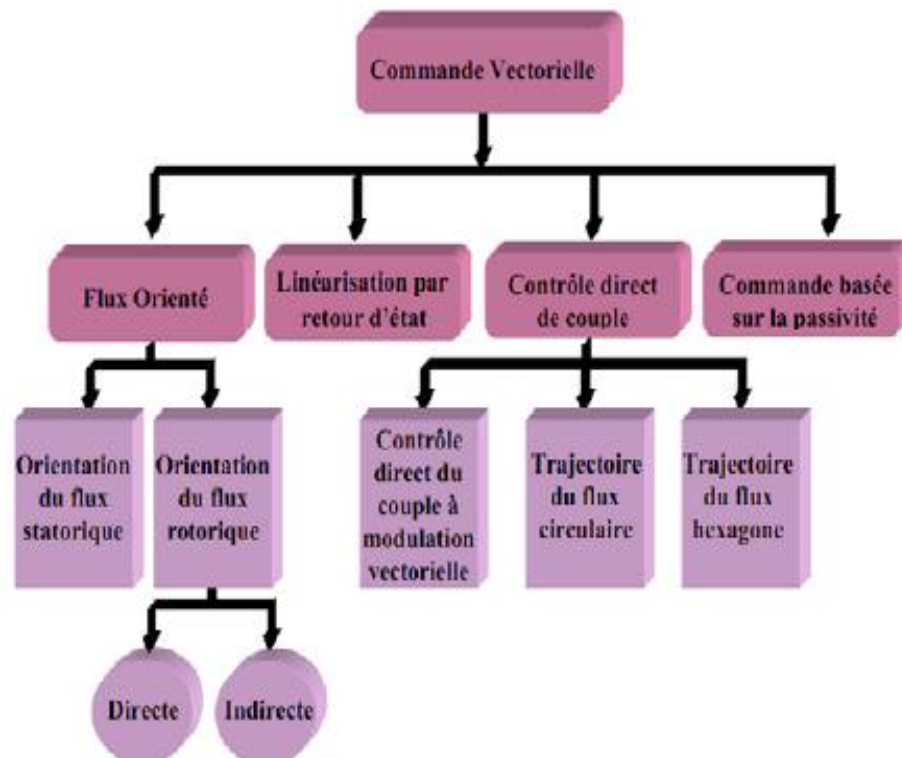 Commande Vectorielle
Flux Orienté
Linéarisation par
retour d'état
Contrôle direct
de couple
Commande basée
sur la passivité
Orientation
du flux
statorique
Orientation
du flux
rotorique
Contrôle
direct du
couple à
modulation
vectorielle
Trajectoire
du flux
circulaire
Trajectoire
du flux
hexagone
Directe
Indirecte